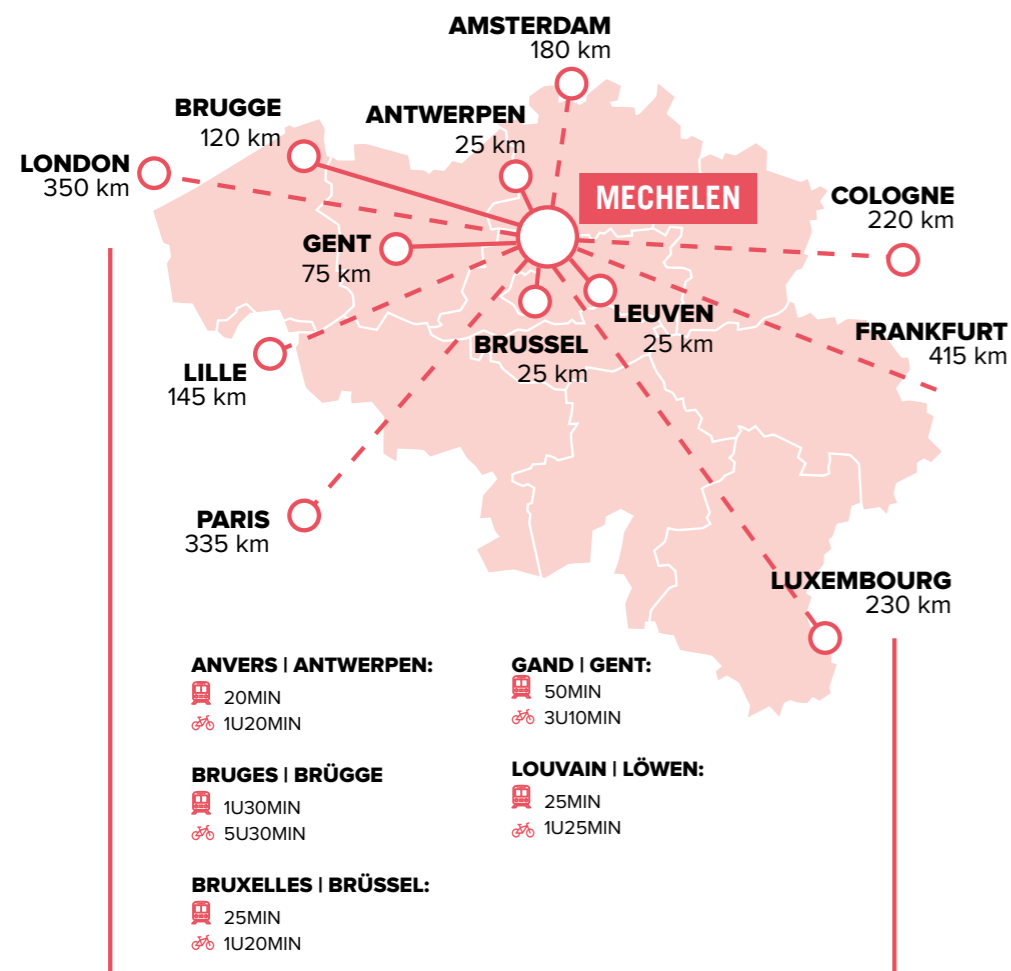 AMSTERDAM
180 km
BRUGGE
120 km
ANTWERPEN
25 km
LONDON
350 km
MECHELEN
COLOGNE
220 km
GENT
75 km
LEUVEN
25 km
BRUSSEL
25 km
FRANKFURT
415 km
LILLE
145 km
PARIS
335 km
LUXEMBOURG
230 km
ANVERS | ANTWERPEN:
20MIN
1U20MIN
BRUGES | BRÜGGE
1U30MIN
5U30MIN
BRUXELLES | BRÜSSEL:
25MIN
1U20MIN
GAND | GENT:
50MIN
3U10MIN
LOUVAIN | LÖWEN:
25MIN
1U25MIN